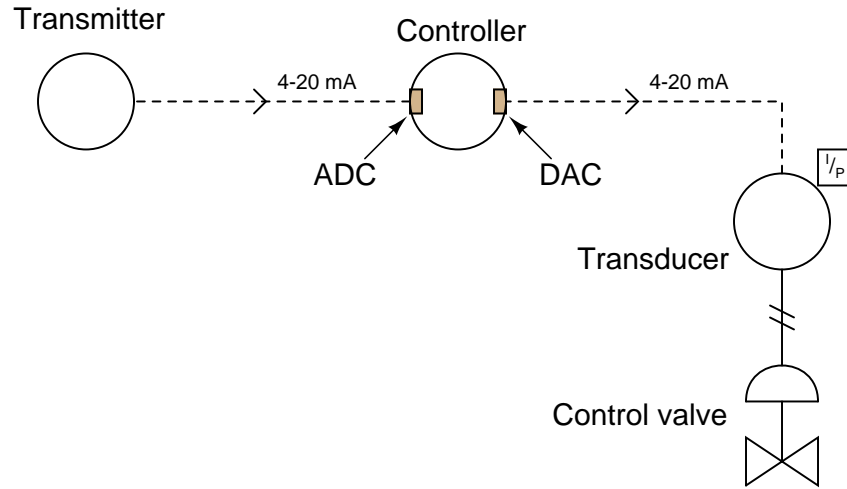 Transmitter
Controller
4-20 mA
4-20 mA
ADC
DAC
I/P
Transducer
Control valve